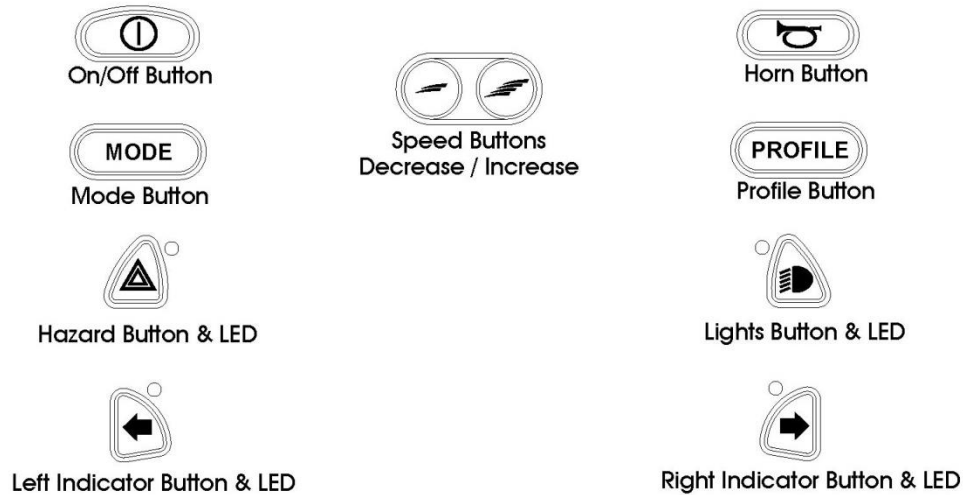 On/Off Button
Horn Button
Speed Buttons
Decrease / Increase
MODE
Mode Button
PROFILE
Profile Button
Hazard Button & LED
Lights Button & LED
Left Indicator Button & LED
Right Indicator Button & LED